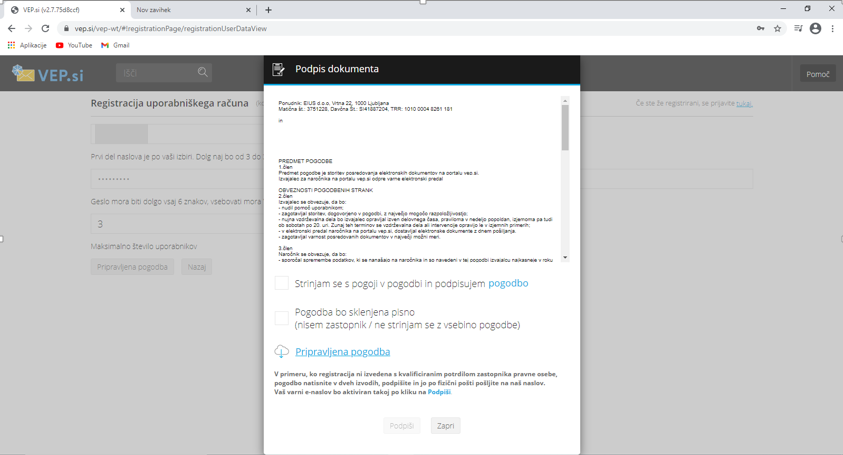 VEP.si (v2.7.75d8ccf)
Nov zavihek
vep.si/vep-wt/#!registrationPage/registrationUserDataView
Aplikacije
YouTube
Gmail
VEP.si
Išči
Pomoč
Registracija uporabniškega računa
Če ste že registrirani, se prijavite tukaj.
Prvi del naslova je po vaši izbiri. Dolg naj bo od 3 do
Geslo mora biti dolgo vsaj 6 znakov, vsebovati mora
3
Maksimalno število uporabnikov
Pripravljena pogodba
Nazaj
Podpis dokumenta
Ponudnik: EIUS d.o.o, Vrtna 22, 1000 Ljubljana
Matična št.: 3751228, Davčna Št.: SI41887204, TRR: 1010 0004 8251 181
in
PREDMET POGODBE
1.člen
Predmet pogodbe je storitev posredovanja elektronskih dokumentov na portalu vep.si.
Izvajalec za naročnika na portalu vep.si odpre varne elektronski predal
OBVEZNOSTI POGODBENIH STRANK
2.člen
Izvajalec se obvezuje, da bo:
- nudil pomoč uporabnikom;
- zagotavljal storitev, dogovorjeno v pogodbi, z največjo mogočo razpoložljivostjo;
- nujna vzdrževalna dela bo izvajalec opravljal izven delovnega časa, praviloma v nedeljo popoldan, izjemoma pa tudi
ob sobotah po 20. uri. Zunaj teh terminov se vzdrževalna dela ali intervencije opravijo le v izjemnih primerih;
- v elektronski predal naročnika na portalu vep.si, dostavljal elektronske dokumente z dnem pošiljanja.
- zagotavljal varnost posredovanih dokumentov v največji možni meri.
3.člen
Naročnik se obvezuje, da bo:
- sporočal spremembe podatkov, ki se nanašajo na naročnika in so navedeni v tej pogodbi izvajalcu najkasneje v roku
Strinjam se s pogoji v pogodbi in podpisujem pogodbo
Pogodba bo sklenjena pisno
(nisem zastopnik / ne strinjam se z vsebino pogodbe)
Pripravljena pogodba
V primeru, ko registracija ni izvedena s kvalificiranim potrdilom zastopnika pravne osebe,
pogodbo natisnite v dveh izvodih, podpišite in jo po fizični pošti pošljite na naš naslov.
Vaš varni e-naslov bo aktiviran takoj po kliku na Podpiši.
Podpiši
Zapri